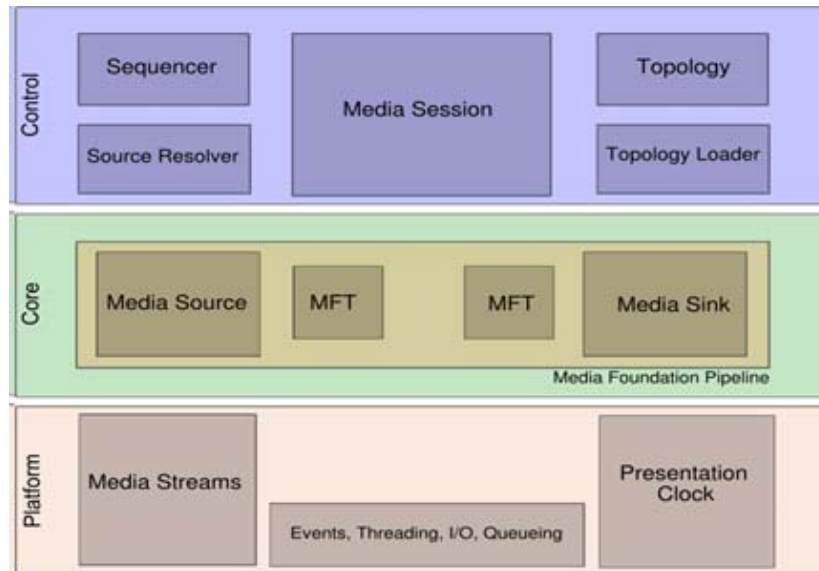 Control
Sequencer
Media Session
Topology
Source Resolver
Topology Loader
Core
Media Source
MFT
MFT
Media Sink
Media Foundation Pipeline
Platform
Media Streams
Events, Threading, I/O, Queueing
Presentation
Clock